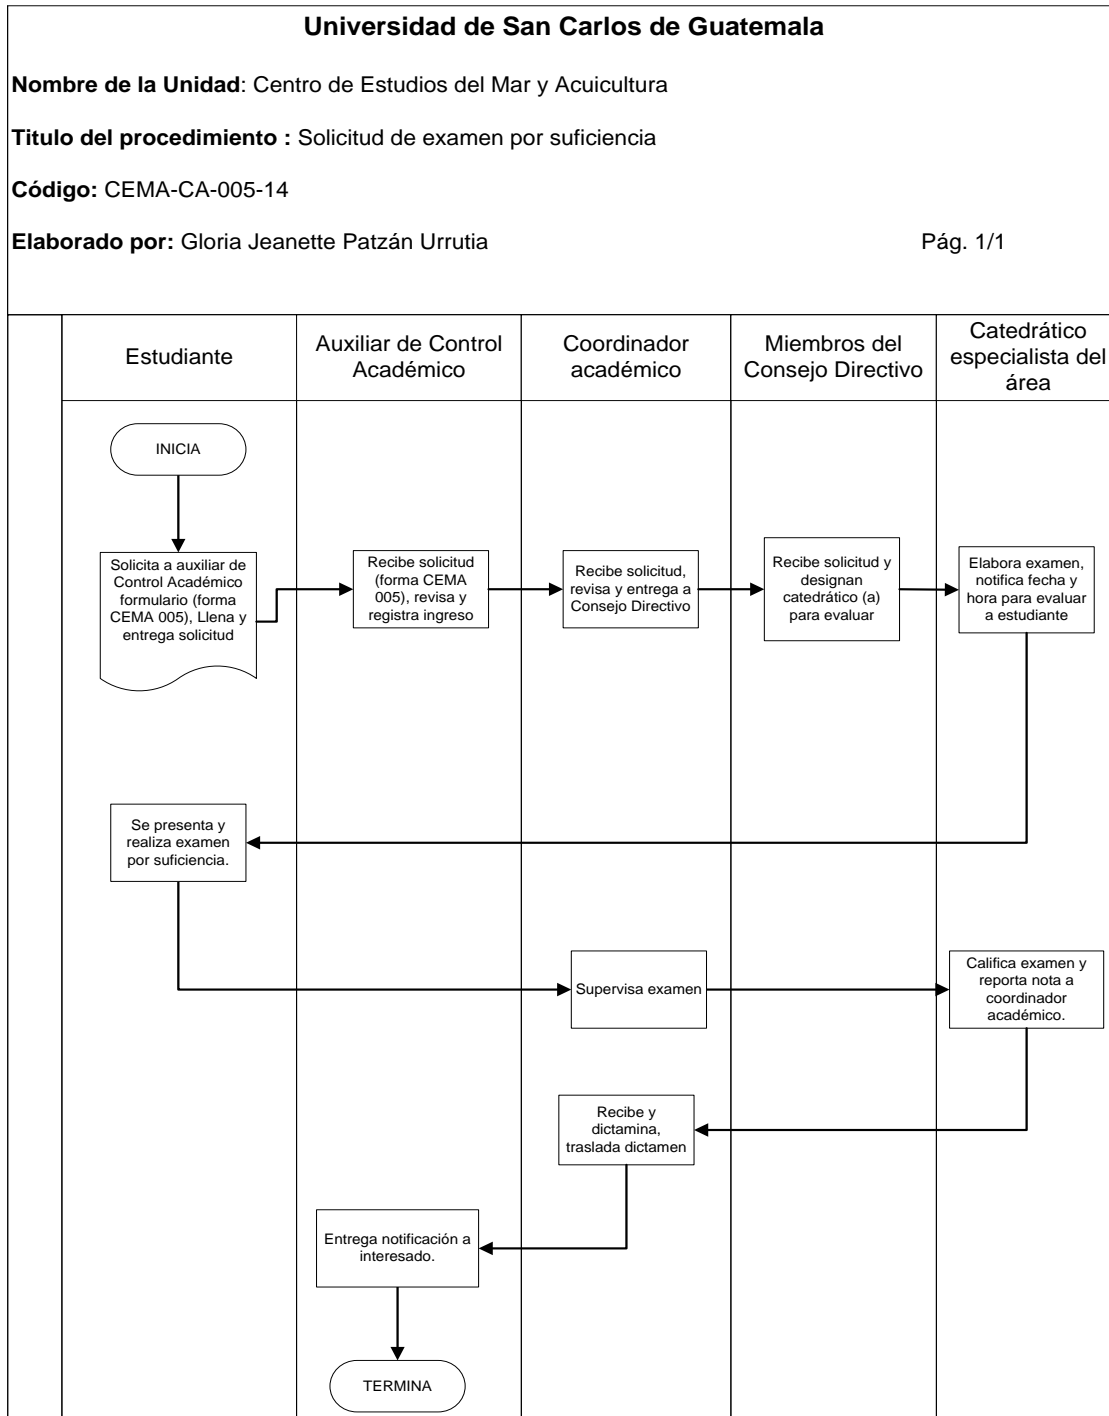 Universidad de San Carlos de Guatemala
Nombre de la Unidad: Centro de Estudios del Mar y Acuicultura
Titulo del procedimiento : Solicitud de examen por suficiencia
Código: CEMA-CA-005-14
Elaborado por: Gloria Jeanette Patzán Urrutia Pág. 1/1
Estudiante
Auxiliar de Control
Académico
Coordinador
académico
Miembros del
Consejo Directivo
Catedrático
especialista del
área
INICIA
Solicita a auxiliar de
Control Académico
formulario (forma
CEMA 005), Llena y
entrega solicitud
Recibe solicitud
(forma CEMA
005), revisa y
registra ingreso
Recibe solicitud,
revisa y entrega a
Consejo Directivo
Recibe solicitud y
designan
catedrático (a)
para evaluar
Elabora examen,
notifica fecha y
hora para evaluar
a estudiante
Se presenta y
realiza examen
por suficiencia.
Supervisa examen
Califica examen y
reporta nota a
coordinador
académico.
Recibe y
dictamina,
traslada dictamen
Entrega notificación a
interesado.
TERMINA